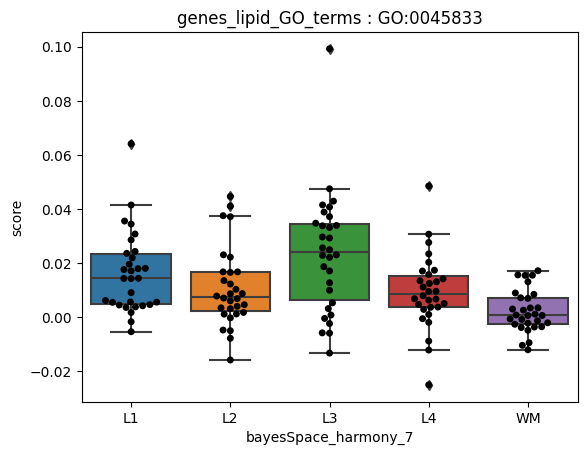 genes_lipid_GO_terms : GO:0045833
0.10
0.08
0.06
0.04
0.02
0.00
−0.02
score
L1 L2 L3 L4 WM
bayesSpace_harmony_7